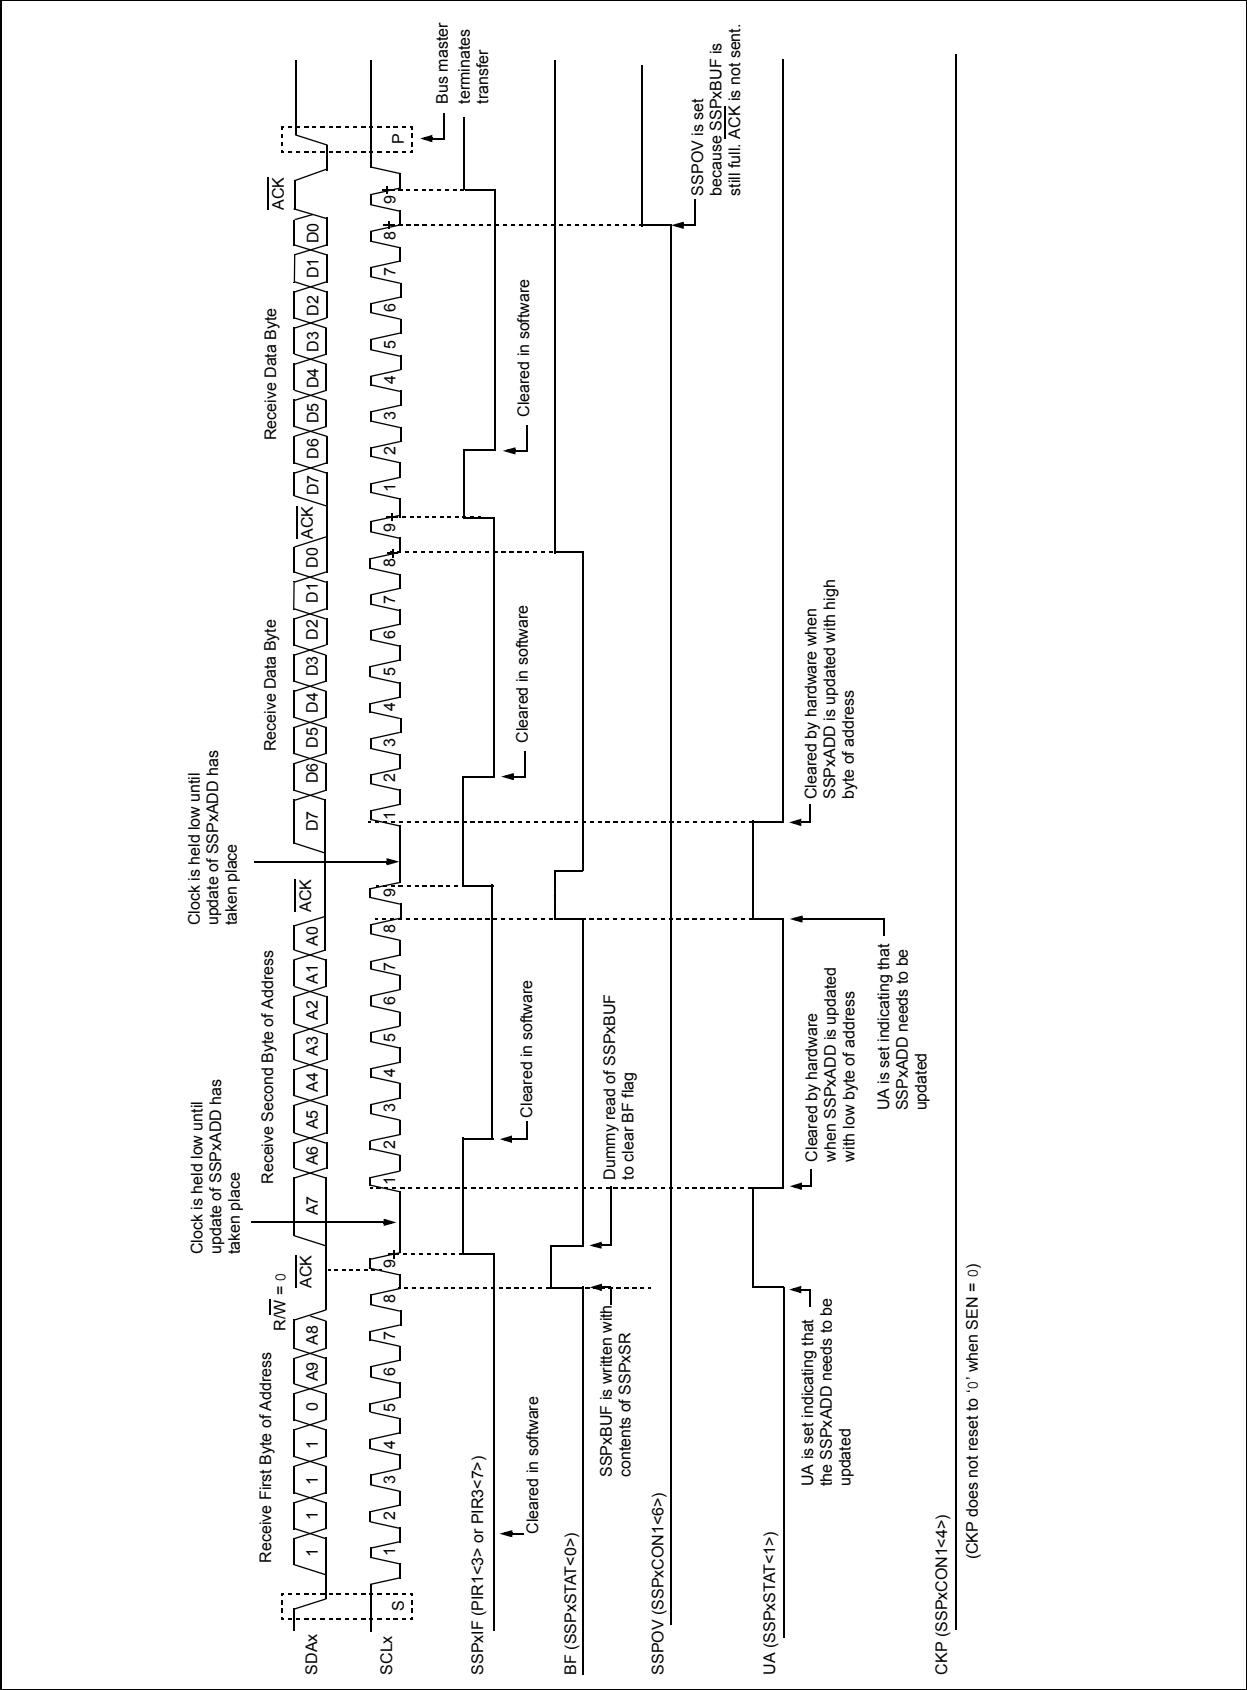 Receive First Byte of Address
R/W = 0
ACK
Clock is held low until
update of SSPxADD has
taken place
Receive Second Byte of Address
ACK
Clock is held low until
update of SSPxADD has
taken place
Receive Data Byte
ACK
Receive Data Byte
ACK
SDAx
1 1 1 1 0 A9 A8
A7 A6 A5 A4 A3 A2 A1 A0
D7 D6 D5 D4 D3 D2 D1 D0
D7 D6 D5 D4 D3 D2 D1 D0
SCLx
S
1 2 3 4 5 6 7 8 9
1 2 3 4 5 6 7 8 9
1 2 3 4 5 6 7 8 9
1 2 3 4 5 6 7 8 9
P
Bus master
terminates
transfer
SSPxIF (PIR1<3> or PIR3<7>)
Cleared in software
Cleared in software
Cleared in software
Cleared in software
BF (SSPxSTAT<0>)
SSPxBUF is written with
contents of SSPxSR
Dummy read of SSPxBUF
to clear BF flag
SSPOV (SSPxCON1<6>)
SSPOV is set
because SSPxBUF is
still full. ACK is not sent.
UA (SSPxSTAT<1>)
UA is set indicating that
the SSPxADD needs to be
updated
Cleared by hardware
when SSPxADD is updated
with low byte of address
UA is set indicating that
SSPxADD needs to be
updated
Cleared by hardware when
SSPxADD is updated with high
byte of address
CKP (SSPxCON1<4>)
(CKP does not reset to ‘0’ when SEN = 0)